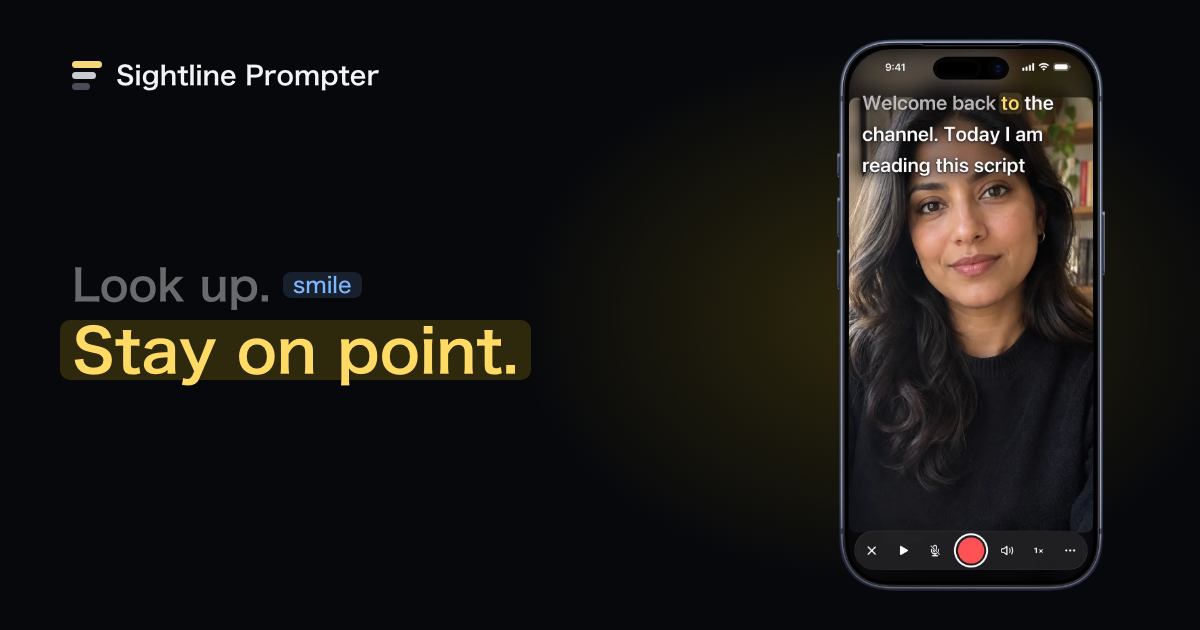 Sightline Prompter
Look up. smile
Stay on point.
9:41
Welcome back to the
channel. Today I am
reading this script
1×